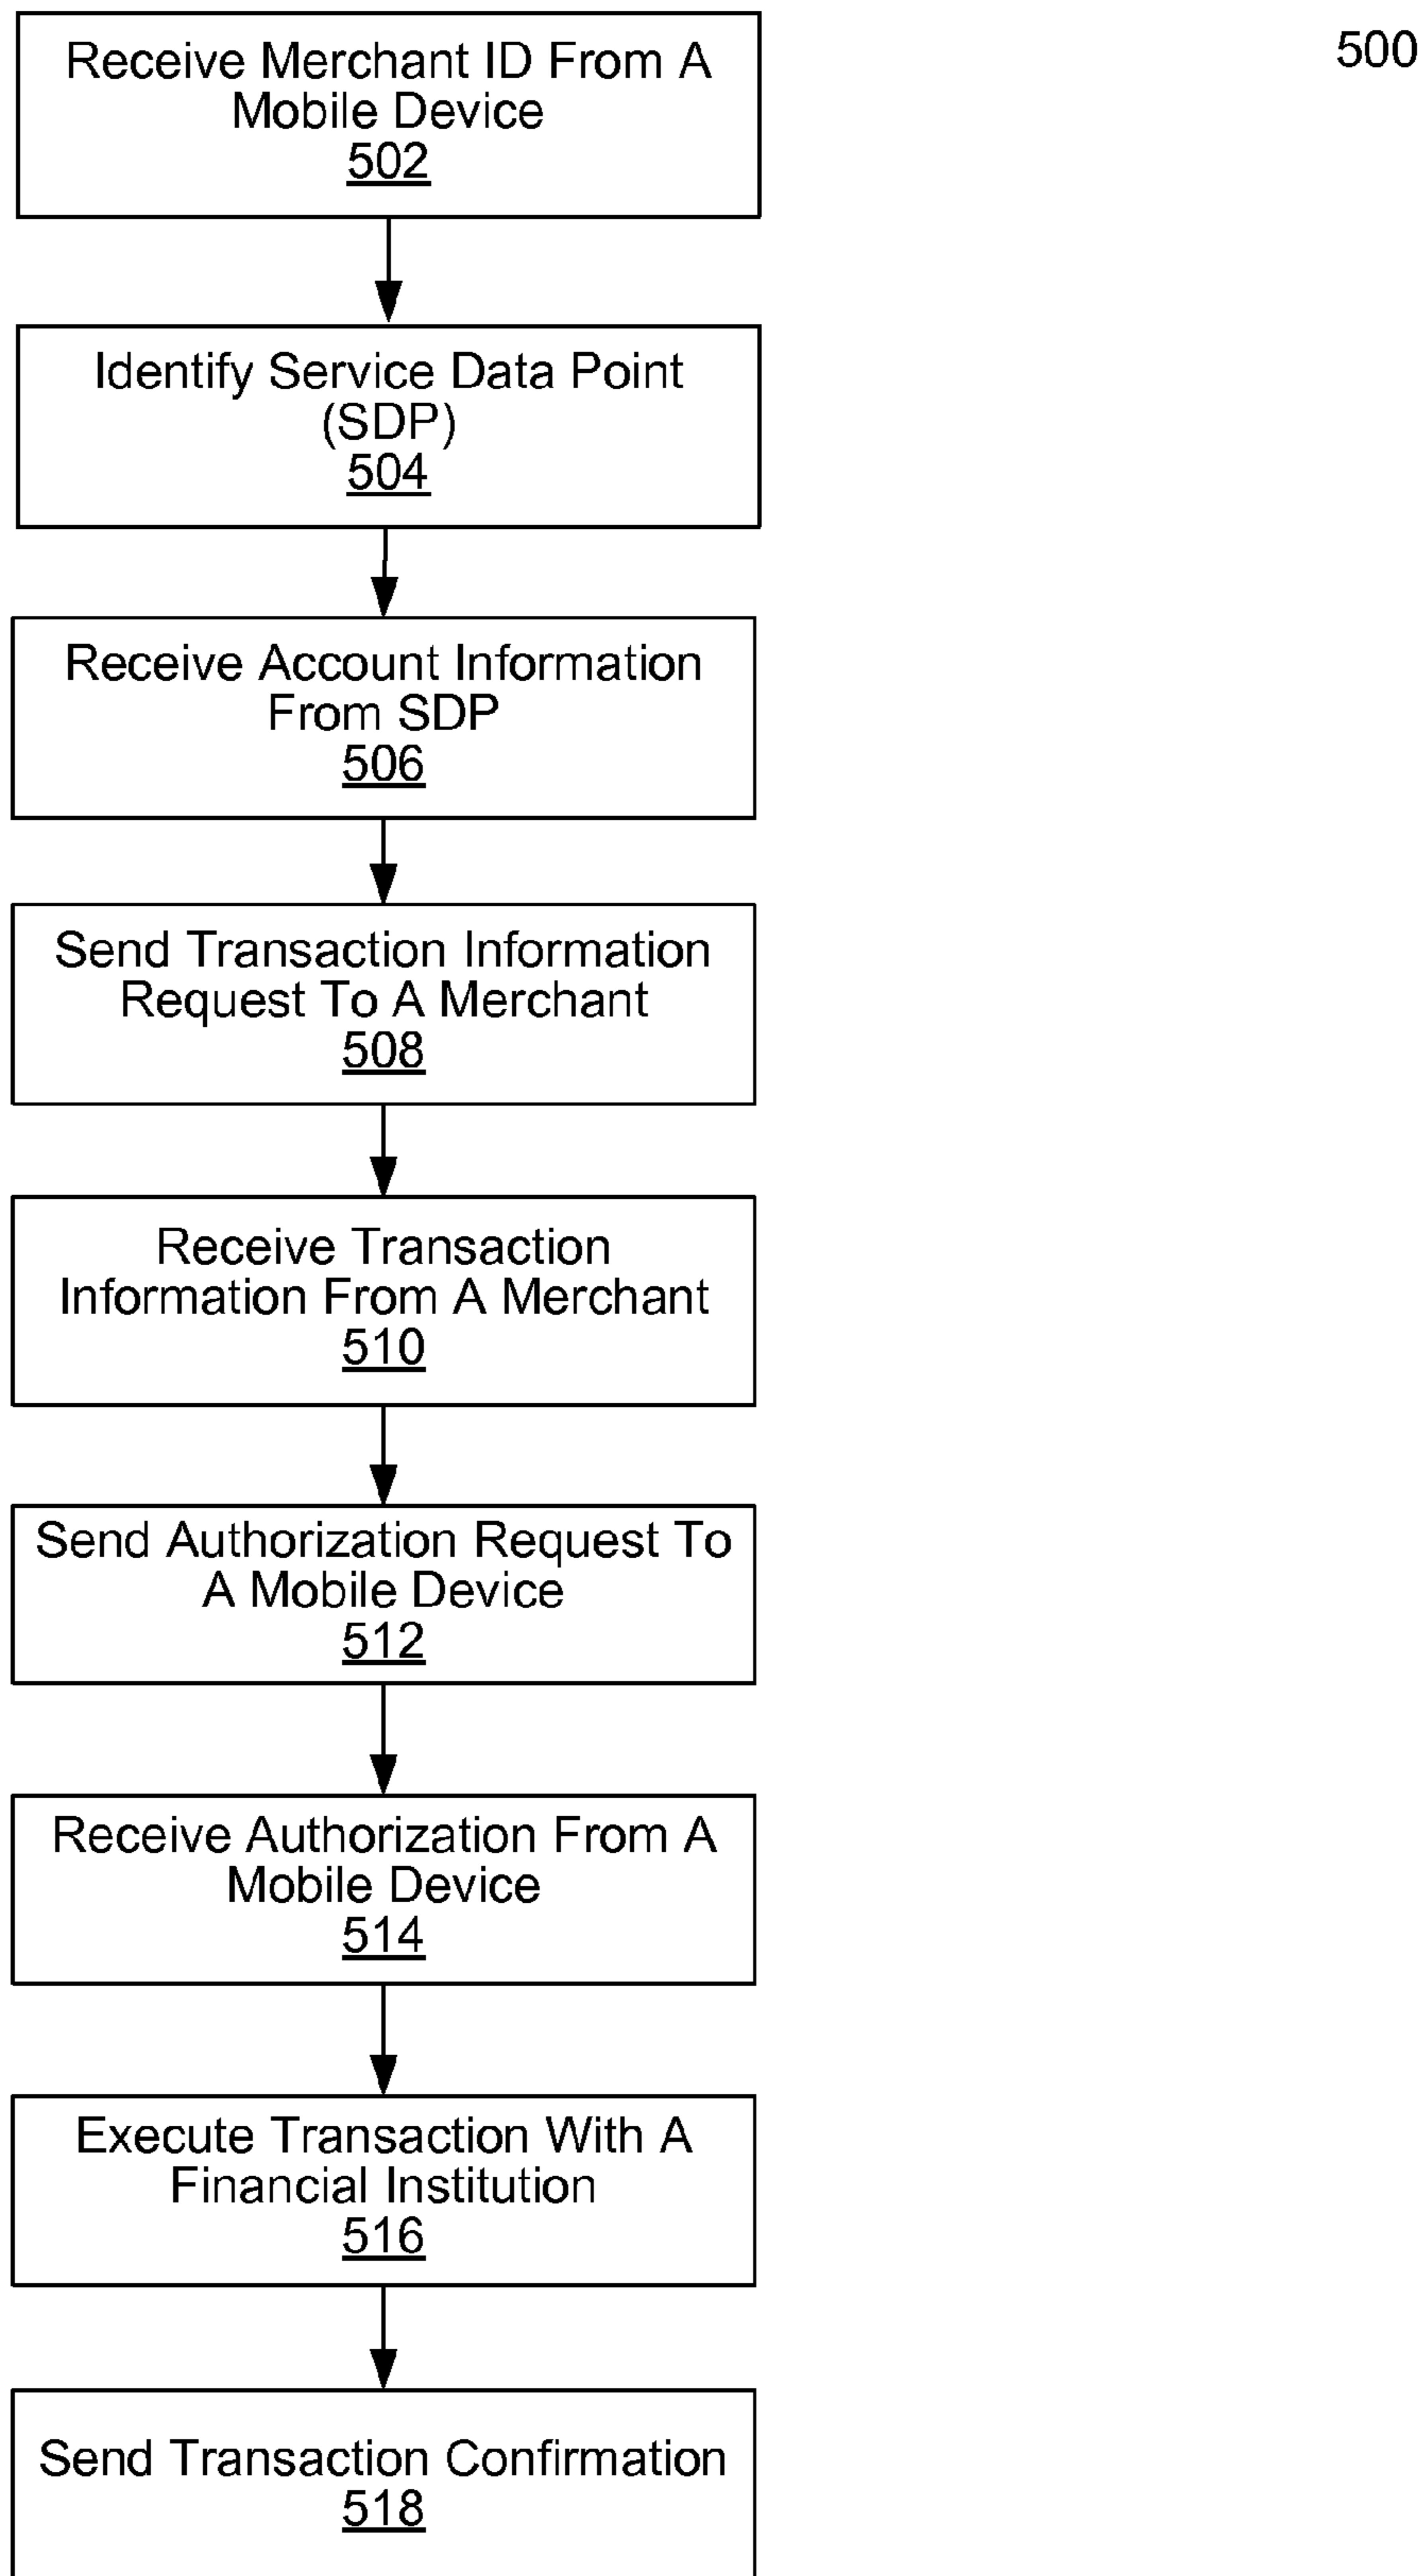 500
Receive Merchant ID From A
Mobile Device
502
Identify Service Data Point
(SDP)
504
Receive Account Information
From SDP
506
Send Transaction Information
Request To A Merchant
508
Receive Transaction
Information From A Merchant
510
Send Authorization Request To
A Mobile Device
512
Receive Authorization From A
Mobile Device
514
Execute Transaction With A
Financial Institution
516
Send Transaction Confirmation
518